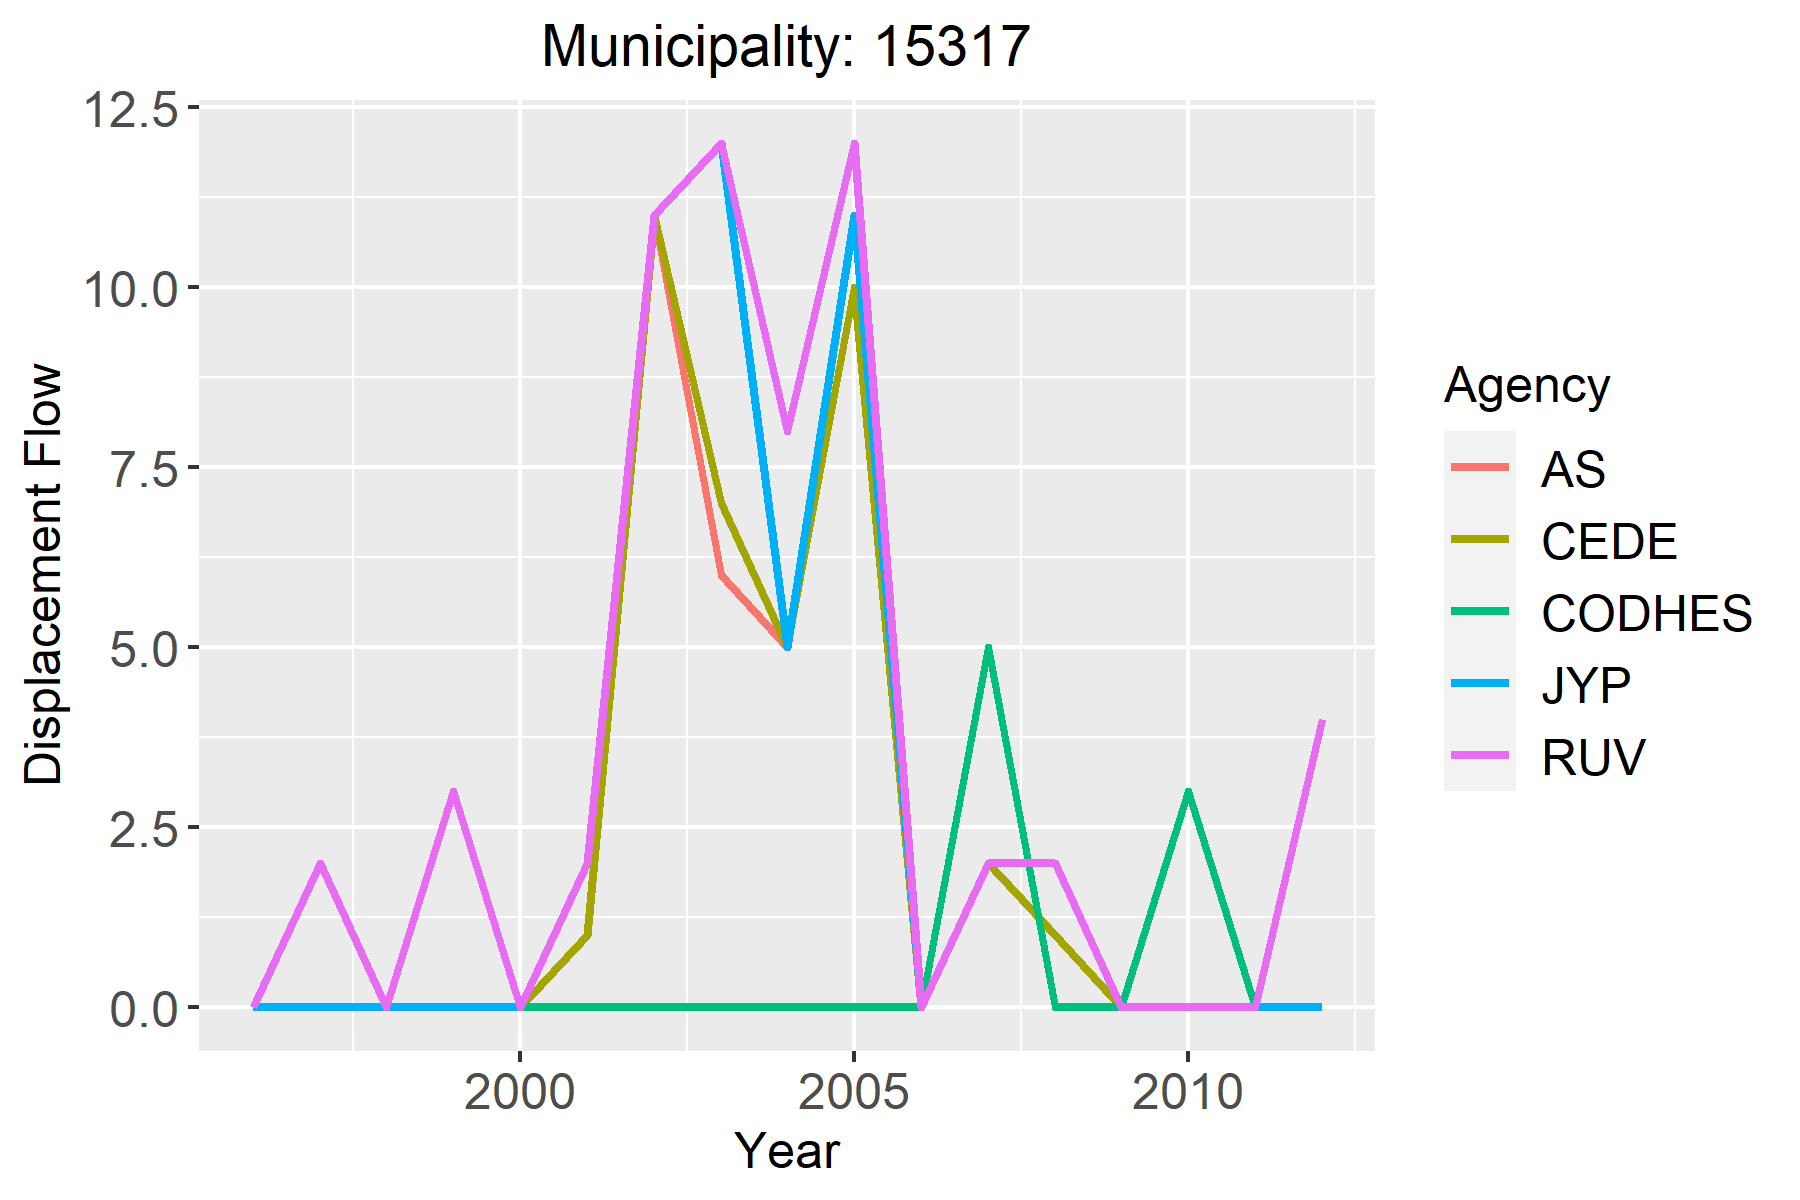 Municipality: 15317
12.5
10.0
7.5
5.0
2.5
0.0
Displacement Flow
2000 2005 2010
Year
Agency
AS
CEDE
CODHES
JYP
RUV